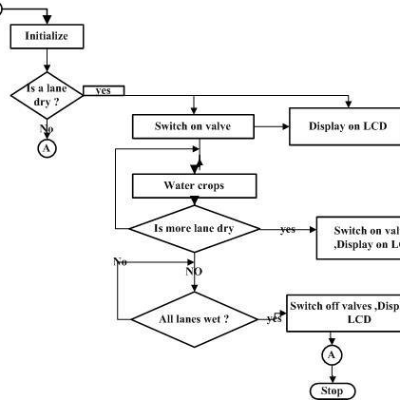 Initialize
Is a lane
dry ?
yes
No
A
Switch on valve
Display on LCD
Water crops
Is more lane dry
yes
Switch on val
,Display on LC
No
NO
All lanes wet ?
yes
Switch off valves ,Disp
LCD
A
Stop